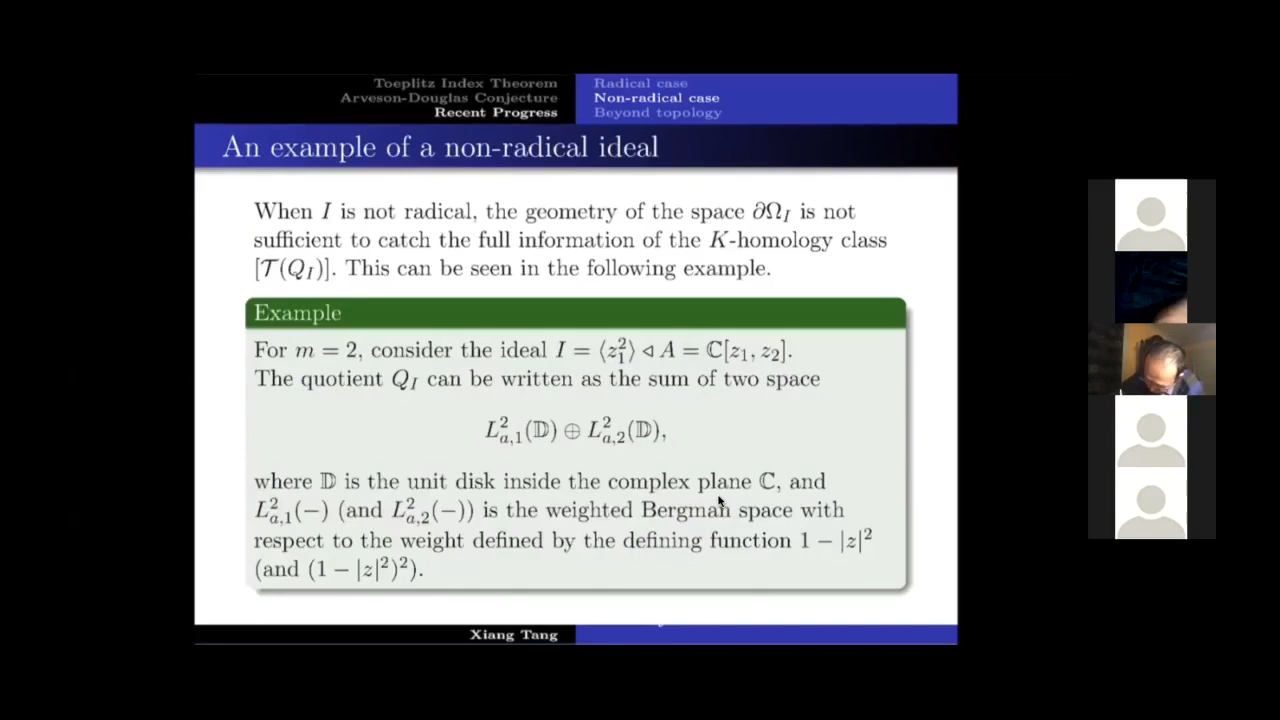 Toeplitz Index Theorem
Arveson-Douglas Conjecture
Recent Progress
Radical case
Non-radical case
Beyond topology
An example of a non-radical ideal
When I is not radical, the geometry of the space ∂Ω_I is not
sufficient to catch the full information of the K-homology class
[𝒯(Q_I)]. This can be seen in the following example.
Example
For m = 2, consider the ideal I = ⟨z_1^2⟩ ◁ A = ℂ[z_1, z_2].
The quotient Q_I can be written as the sum of two space
L^2_{a,1}(𝔻) ⊕ L^2_{a,2}(𝔻),
where 𝔻 is the unit disk inside the complex plane ℂ, and
L^2_{a,1}(−) (and L^2_{a,2}(−)) is the weighted Bergman space with
respect to the weight defined by the defining function 1 − |z|^2
(and (1 − |z|^2)^2).
Xiang Tang